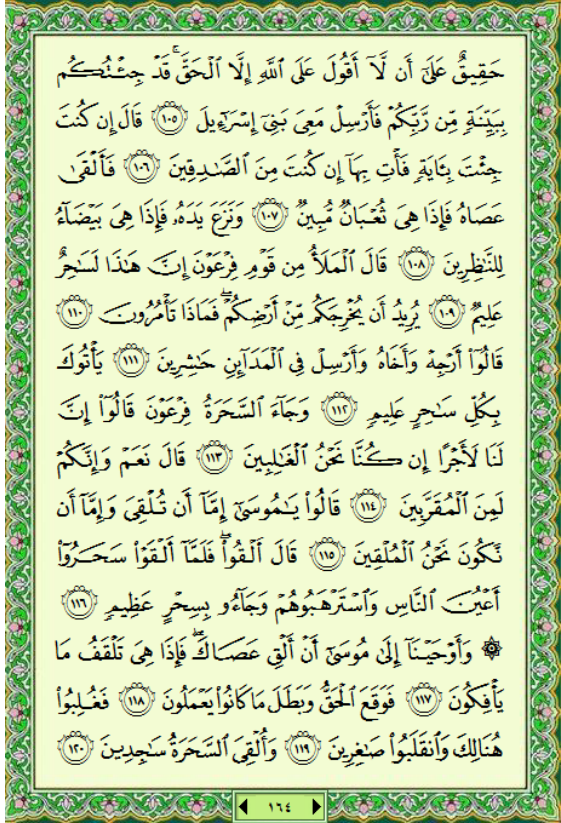 حَقِيقٌ عَلَىٰٓ أَن لَّآ أَقُولَ عَلَى ٱللَّهِ إِلَّا ٱلْحَقَّ ۚ قَدْ جِئْتُكُم
بِبَيِّنَةٍ مِّن رَّبِّكُمْ فَأَرْسِلْ مَعِىَ بَنِىٓ إِسْرَٰٓءِيلَ ١٠٥ قَالَ إِن كُنتَ
جِئْتَ بِـَٔايَةٍ فَأْتِ بِهَآ إِن كُنتَ مِنَ ٱلصَّـٰدِقِينَ ١٠٦ فَأَلْقَىٰ
عَصَاهُ فَإِذَا هِىَ ثُعْبَانٌ مُّبِينٌ ١٠٧ وَنَزَعَ يَدَهُۥ فَإِذَا هِىَ بَيْضَآءُ
لِلنَّـٰظِرِينَ ١٠٨ قَالَ ٱلْمَلَأُ مِن قَوْمِ فِرْعَوْنَ إِنَّ هَـٰذَا لَسَـٰحِرٌ
عَلِيمٌ ١٠٩ يُرِيدُ أَن يُخْرِجَكُم مِّنْ أَرْضِكُمْ ۖ فَمَاذَا تَأْمُرُونَ ١١٠
قَالُوٓا۟ أَرْجِهْ وَأَخَاهُ وَأَرْسِلْ فِى ٱلْمَدَآئِنِ حَـٰشِرِينَ ١١١ يَأْتُوكَ
بِكُلِّ سَـٰحِرٍ عَلِيمٍ ١١٢ وَجَآءَ ٱلسَّحَرَةُ فِرْعَوْنَ قَالُوٓا۟ إِنَّ
لَنَا لَأَجْرًا إِن كُنَّا نَحْنُ ٱلْغَـٰلِبِينَ ١١٣ قَالَ نَعَمْ وَإِنَّكُمْ
لَمِنَ ٱلْمُقَرَّبِينَ ١١٤ قَالُوا۟ يَـٰمُوسَىٰٓ إِمَّآ أَن تُلْقِىَ وَإِمَّآ أَن
نَّكُونَ نَحْنُ ٱلْمُلْقِينَ ١١٥ قَالَ أَلْقُوا۟ ۖ فَلَمَّآ أَلْقَوْا۟ سَحَرُوٓا۟
أَعْيُنَ ٱلنَّاسِ وَٱسْتَرْهَبُوهُمْ وَجَآءُو بِسِحْرٍ عَظِيمٍ ١١٦
۞ وَأَوْحَيْنَآ إِلَىٰ مُوسَىٰٓ أَنْ أَلْقِ عَصَاكَ ۖ فَإِذَا هِىَ تَلْقَفُ مَا
يَأْفِكُونَ ١١٧ فَوَقَعَ ٱلْحَقُّ وَبَطَلَ مَا كَانُوا۟ يَعْمَلُونَ ١١٨ فَغُلِبُوا۟
هُنَالِكَ وَٱنقَلَبُوا۟ صَـٰغِرِينَ ١١٩ وَأُلْقِىَ ٱلسَّحَرَةُ سَـٰجِدِينَ ١٢٠
١٦٤